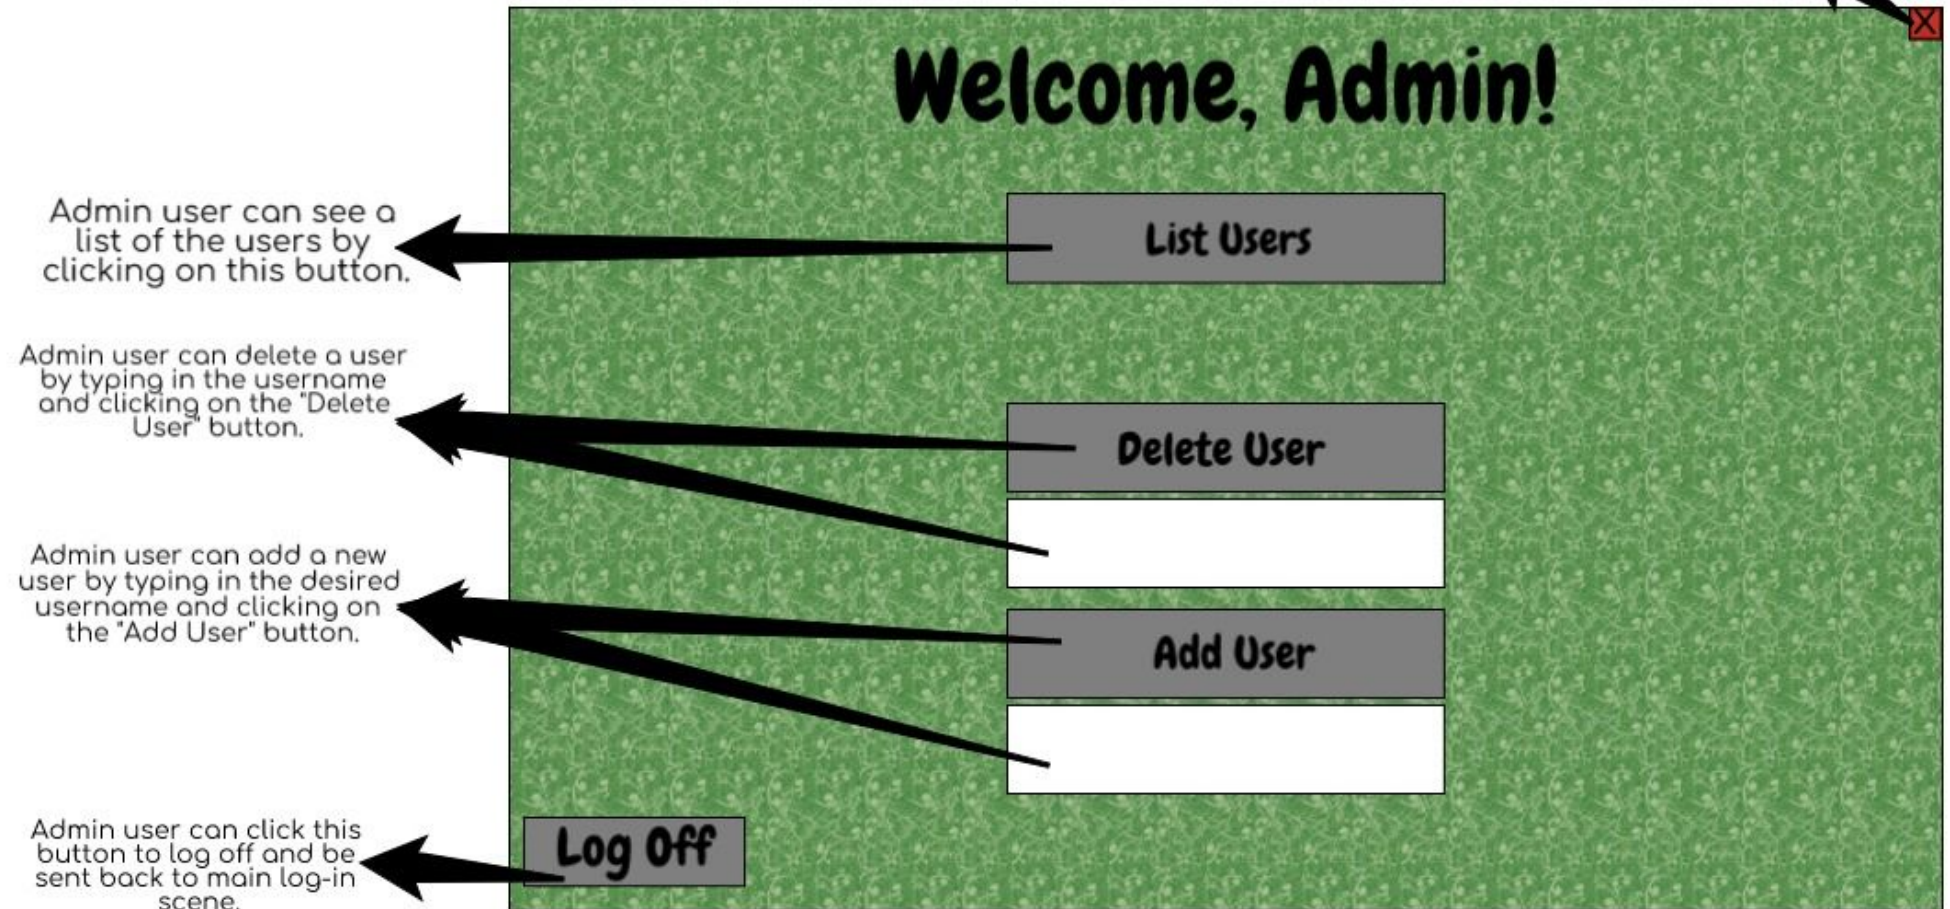 X
Welcome, Admin!
Admin user can see a
list of the users by
clicking on this button.
List Users
Admin user can delete a user
by typing in the username
and clicking on the "Delete
User" button.
Delete User
Admin user can add a new
user by typing in the desired
username and clicking on
the "Add User" button.
Add User
Admin user can click this
button to log off and be
sent back to main log-in
scene.
Log Off